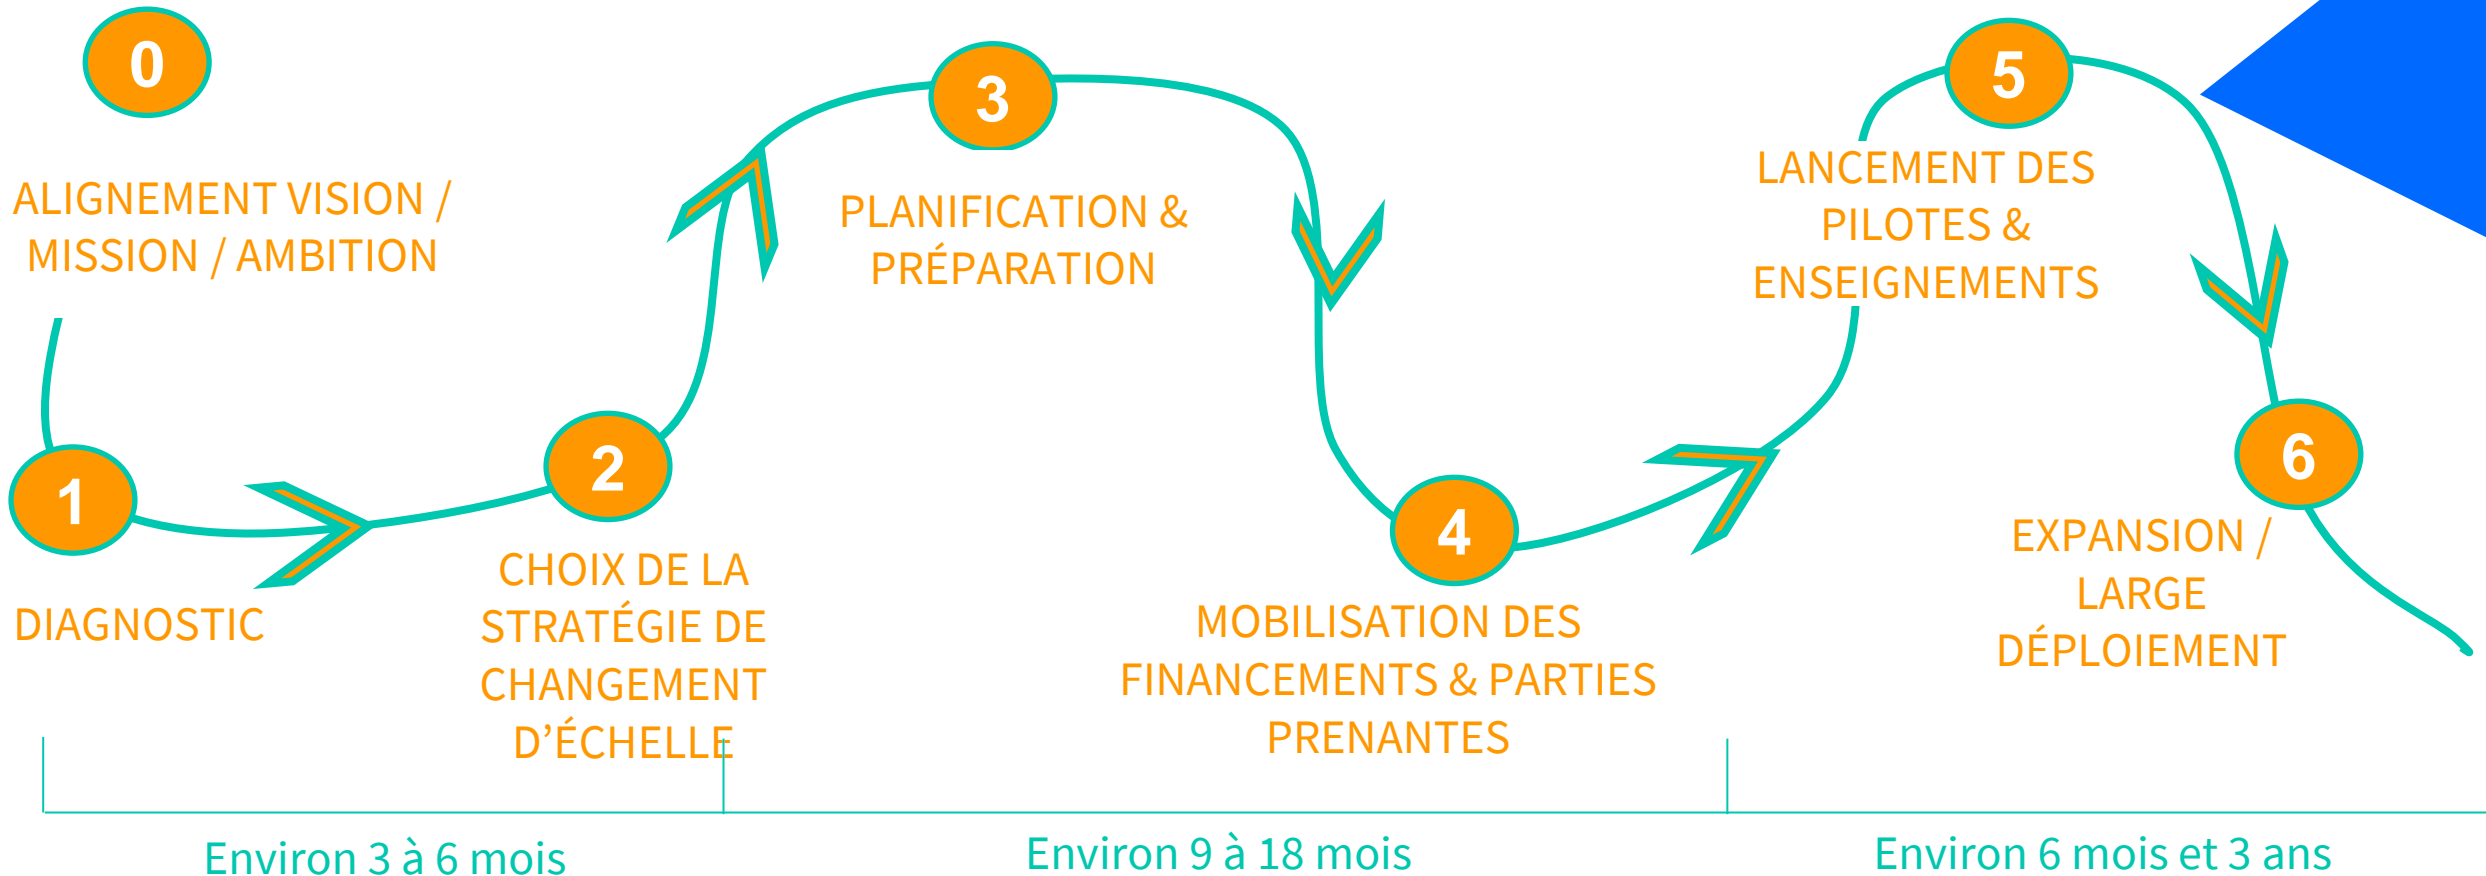 0
ALIGNEMENT VISION /
MISSION / AMBITION
1
DIAGNOSTIC
2
CHOIX DE LA
STRATÉGIE DE
CHANGEMENT
D’ÉCHELLE
3
PLANIFICATION &
PRÉPARATION
4
MOBILISATION DES
FINANCEMENTS & PARTIES
PRENANTES
5
LANCEMENT DES
PILOTES &
ENSEIGNEMENTS
6
EXPANSION /
LARGE
DÉPLOIEMENT
Environ 3 à 6 mois
Environ 9 à 18 mois
Environ 6 mois et 3 ans